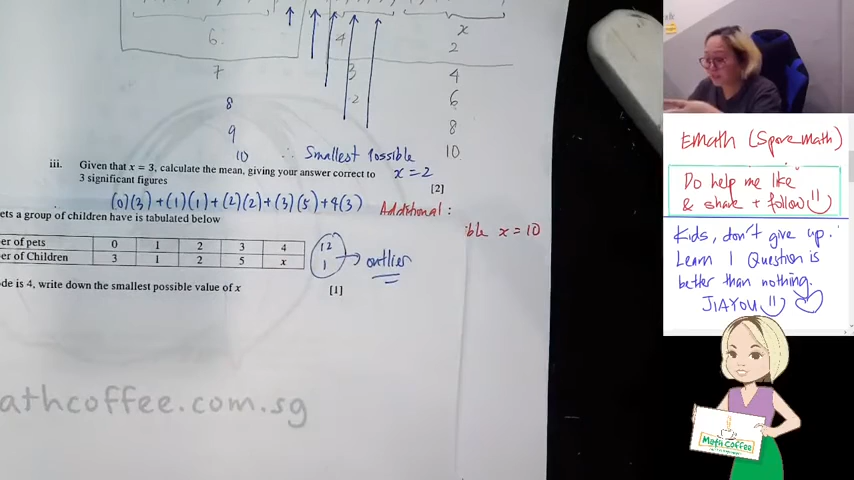 6
x
2
4
7
3
4
8
2
6
9
8
10
∴ Smallest Possible
10
iii. Given that x = 3, calculate the mean, giving your answer correct to
x = 2
3 significant figures
[2]
(0)(3) + (1)(1) + (2)(2) + (3)(5) + 4(3)
Additional :
ets a group of children have is tabulated below
ible x = 10
er of pets 0 1 2 3 4 12
er of Children 3 1 2 5 x 1
→ outlier
de is 4, write down the smallest possible value of x
[1]
athcoffee.com.sg
EMath (Spore math)
Do help me like
& share + follow
Kids, don't give up.
Learn 1 Question is
better than nothing.
JIAYOU
Math Coffee